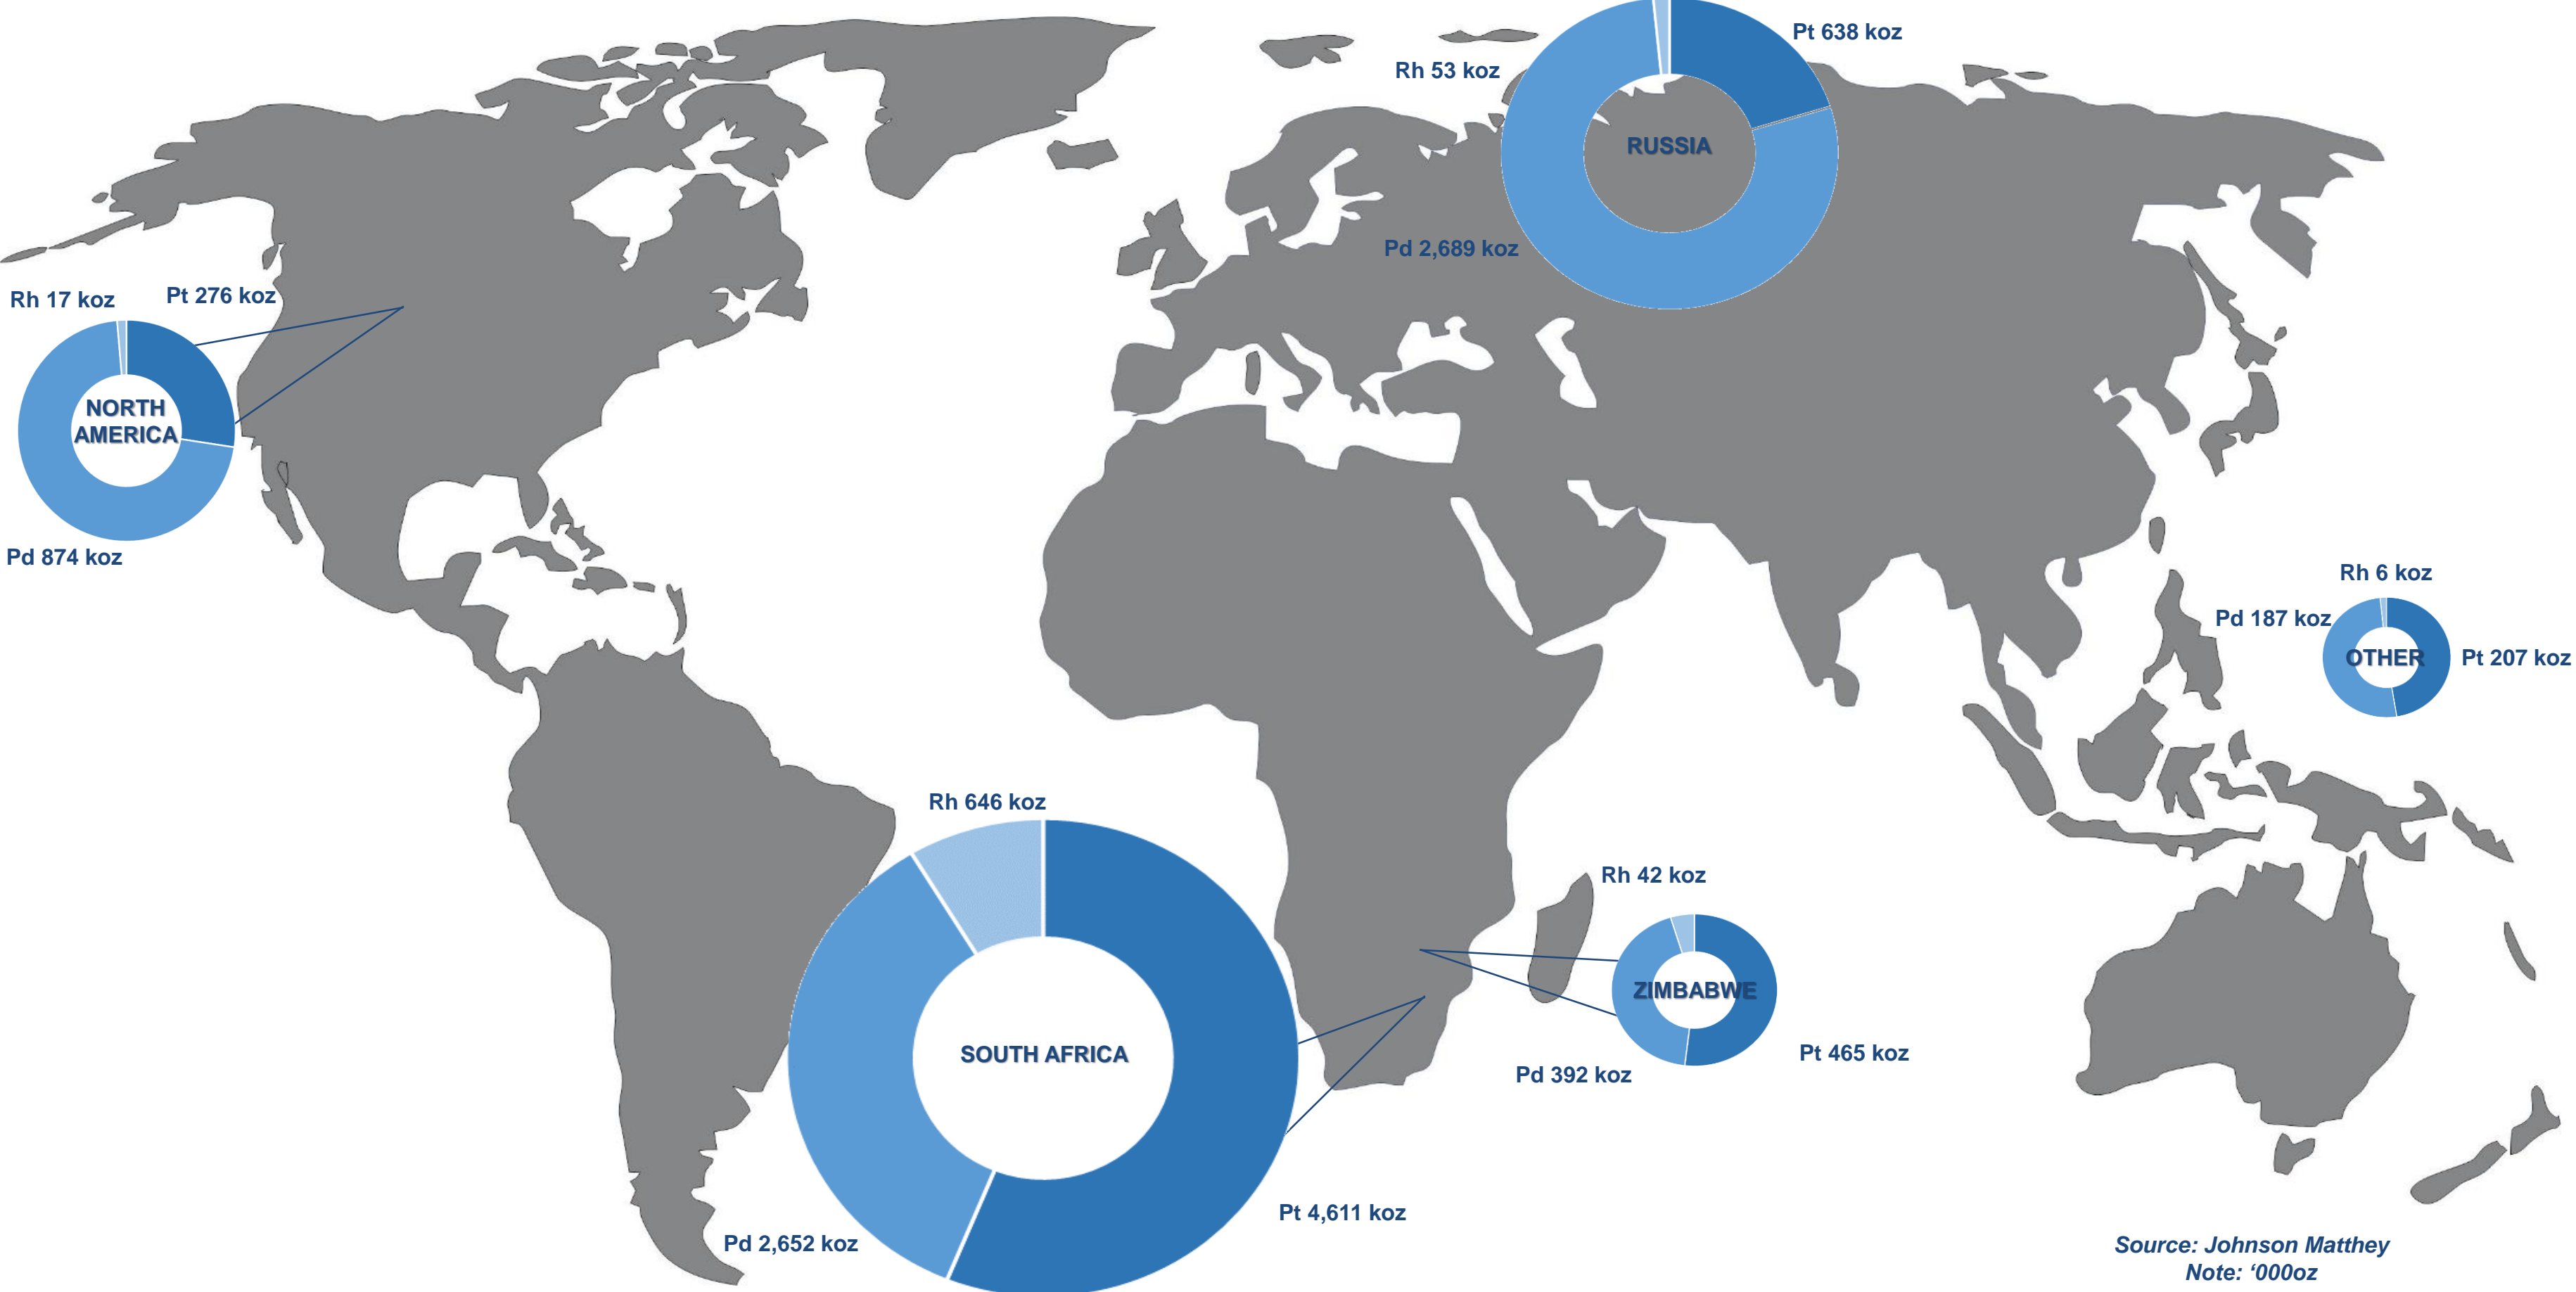 Pt 638 koz
Rh 53 koz
RUSSIA
Pd 2,689 koz
Rh 17 koz
Pt 276 koz
NORTH
AMERICA
Pd 874 koz
Rh 6 koz
Pd 187 koz
OTHER
Pt 207 koz
Rh 646 koz
SOUTH AFRICA
Pt 4,611 koz
Pd 2,652 koz
Rh 42 koz
ZIMBABWE
Pt 465 koz
Pd 392 koz
Source: Johnson Matthey
Note: ‘000oz